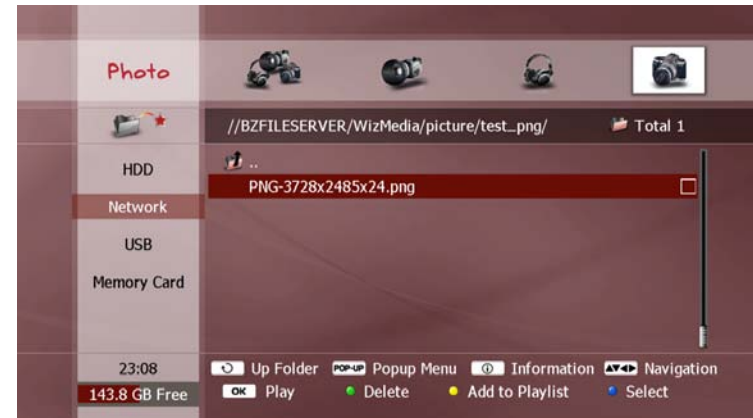 Photo
//BZFILESERVER/WizMedia/picture/test_png/ Total 1
HDD
Network
USB
Memory Card
..
PNG-3728x2485x24.png
23:08
143.8 GB Free
Up Folder POP-UP Popup Menu Information Navigation
OK Play Delete Add to Playlist Select